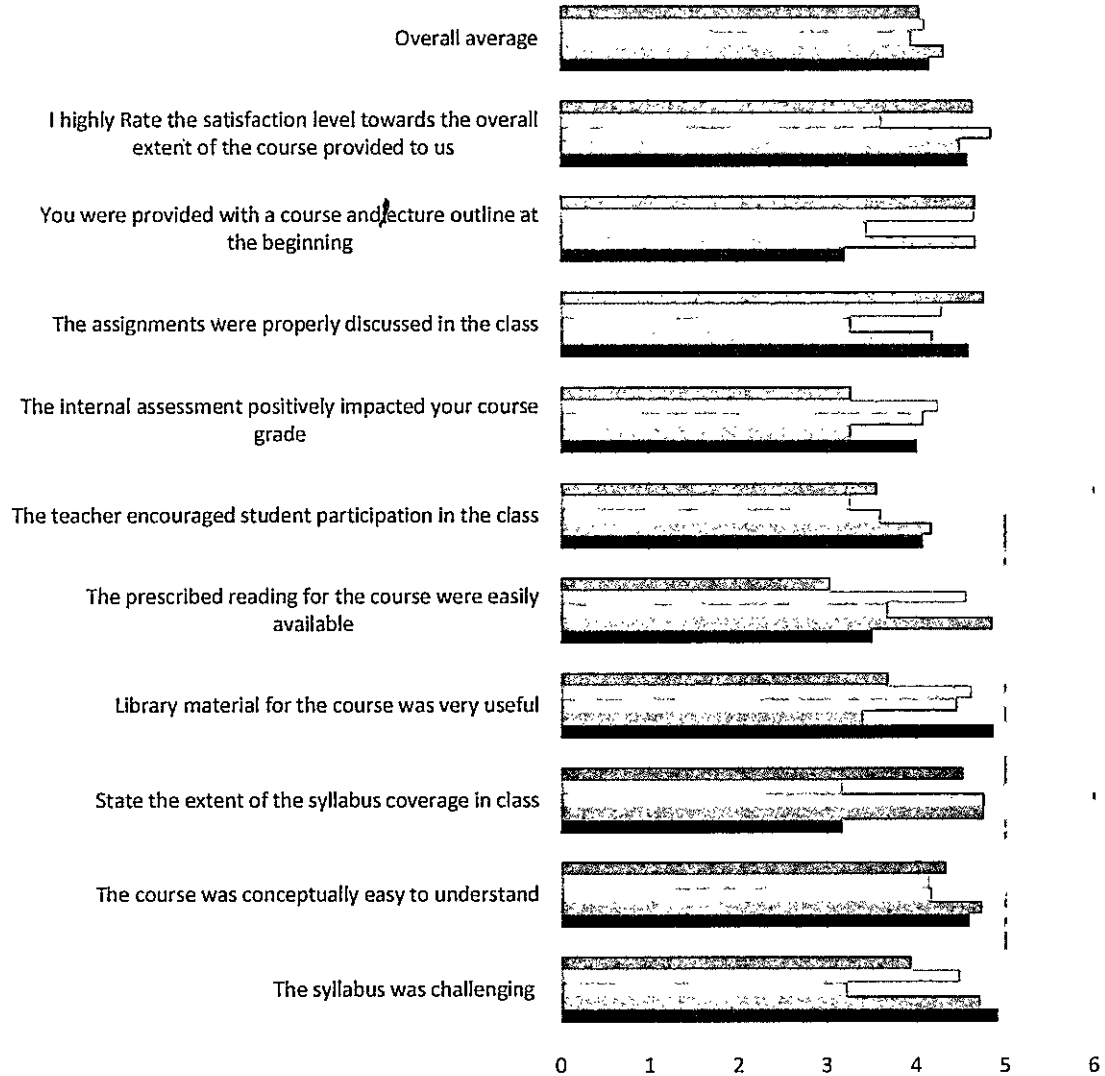 Overall average
I highly Rate the satisfaction level towards the overall
extent of the course provided to us
You were provided with a course and lecture outline at
the beginning
The assignments were properly discussed in the class
The internal assessment positively impacted your course
grade
The teacher encouraged student participation in the class
The prescribed reading for the course were easily
available
Library material for the course was very useful
State the extent of the syllabus coverage in class
The course was conceptually easy to understand
The syllabus was challenging
0 1 2 3 4 5 6